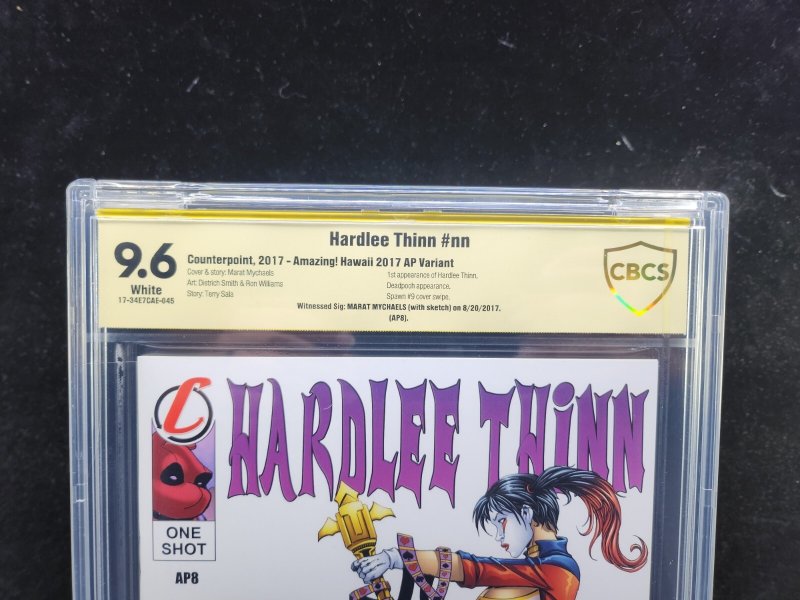 Hardlee Thinn #nn
9.6
White
17-34E7CAE-045
Counterpoint, 2017 - Amazing! Hawaii 2017 AP Variant
Cover & story: Marat Mychaels
Art: Districh Smith & Ron Williams
Story: Terry Sala
1st appearance of Hardlee Thinn,
Deadpooh appearance,
Spawn #9 cover swipe,
Witnessed Sig: MARAT MYCHAELS (with sketch) on 8/20/2017.
(AP8).
CBCS
HARDLEE THiNN
ONE
SHOT
AP8